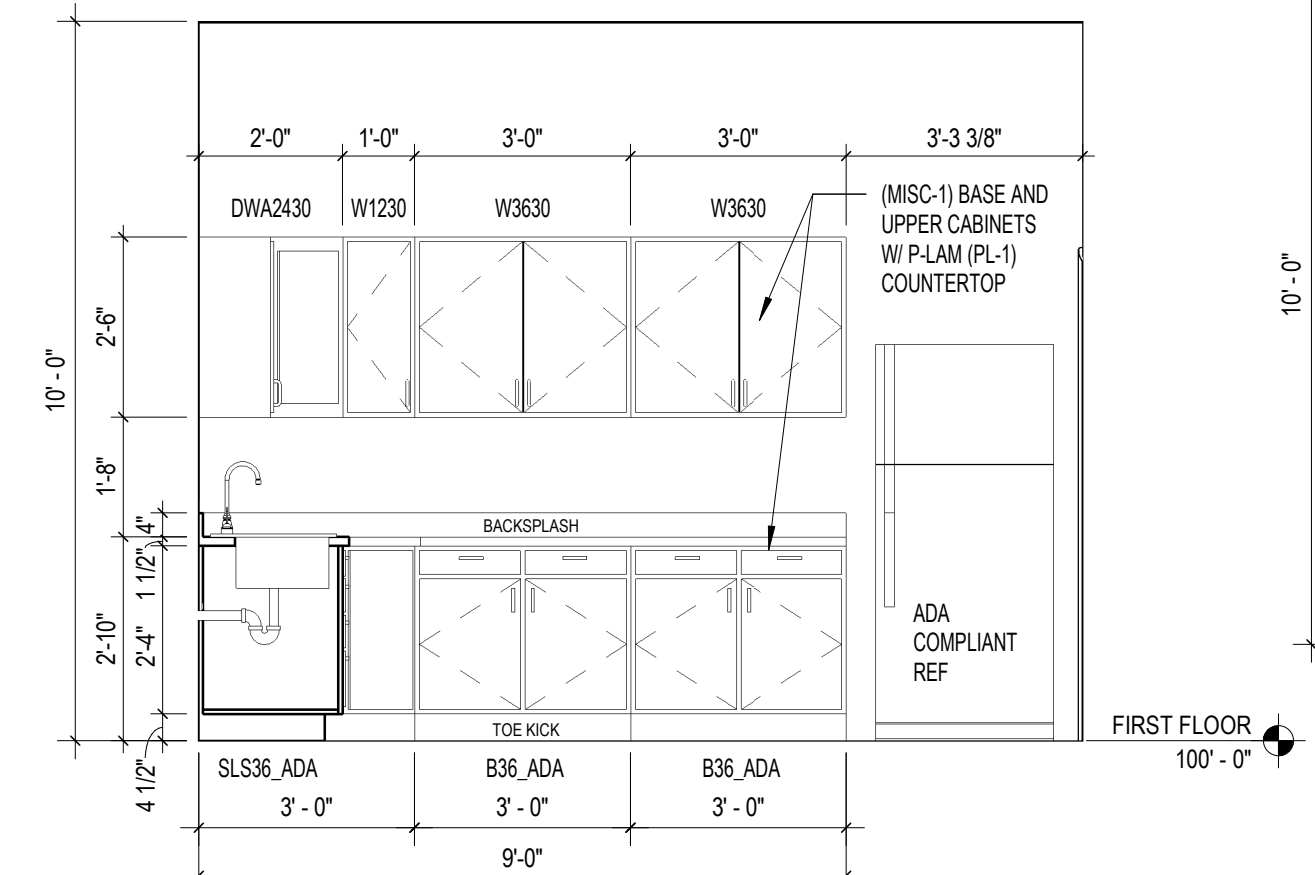 2'-0" 1'-0" 3'-0" 3'-0" 3'-3 3/8"
DWA2430 W1230 W3630 W3630
(MISC-1) BASE AND
UPPER CABINETS
W/ P-LAM (PL-1)
COUNTERTOP
10' - 0"
2'-6"
1'-8"
2'-10"
4"
1 1/2"
2'-4"
4 1/2"
10' - 0"
BACKSPLASH
ADA
COMPLIANT
REF
TOE KICK
FIRST FLOOR
100' - 0"
SLS36_ADA B36_ADA B36_ADA
3' - 0" 3' - 0" 3' - 0"
9'-0"